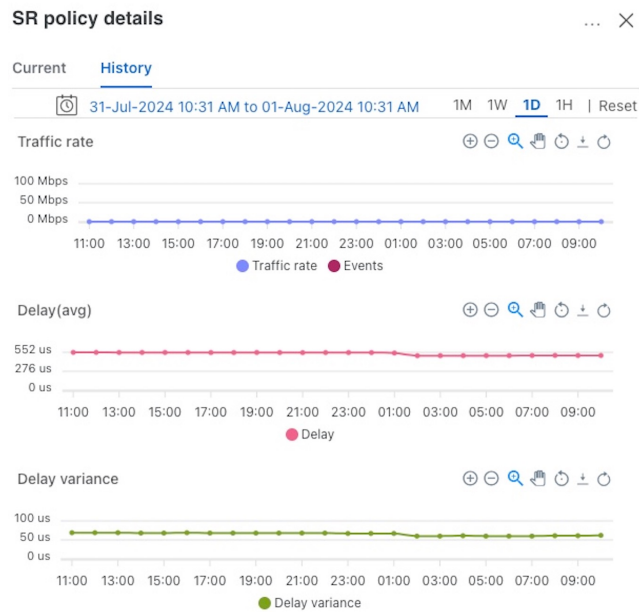 SR policy details
...
Current History
31-Jul-2024 10:31 AM to 01-Aug-2024 10:31 AM 1M 1W 1D 1H | Reset
Traffic rate
100 Mbps
50 Mbps
0 Mbps
11:00 13:00 15:00 17:00 19:00 21:00 23:00 01:00 03:00 05:00 07:00 09:00
Traffic rate Events
Delay(avg)
552 us
276 us
0 us
11:00 13:00 15:00 17:00 19:00 21:00 23:00 01:00 03:00 05:00 07:00 09:00
Delay
Delay variance
100 us
50 us
0 us
11:00 13:00 15:00 17:00 19:00 21:00 23:00 01:00 03:00 05:00 07:00 09:00
Delay variance